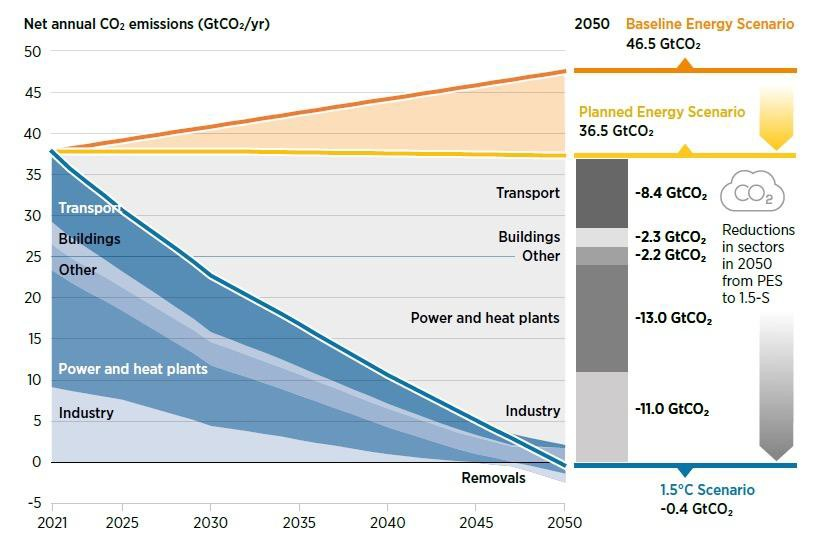 Net annual CO₂ emissions (GtCO₂/yr)
2050 Baseline Energy Scenario
46.5 GtCO₂
Planned Energy Scenario
36.5 GtCO₂
50
45
40
35
30
25
20
15
10
5
0
-5
2021 2025 2030 2035 2040 2045 2050
Transport
Buildings
Other
Power and heat plants
Industry
Transport
Buildings
Other
Power and heat plants
Industry
Removals
-8.4 GtCO₂
-2.3 GtCO₂
-2.2 GtCO₂
-13.0 GtCO₂
-11.0 GtCO₂
CO₂
Reductions
in sectors
in 2050
from PES
to 1.5-S
1.5°C Scenario
-0.4 GtCO₂